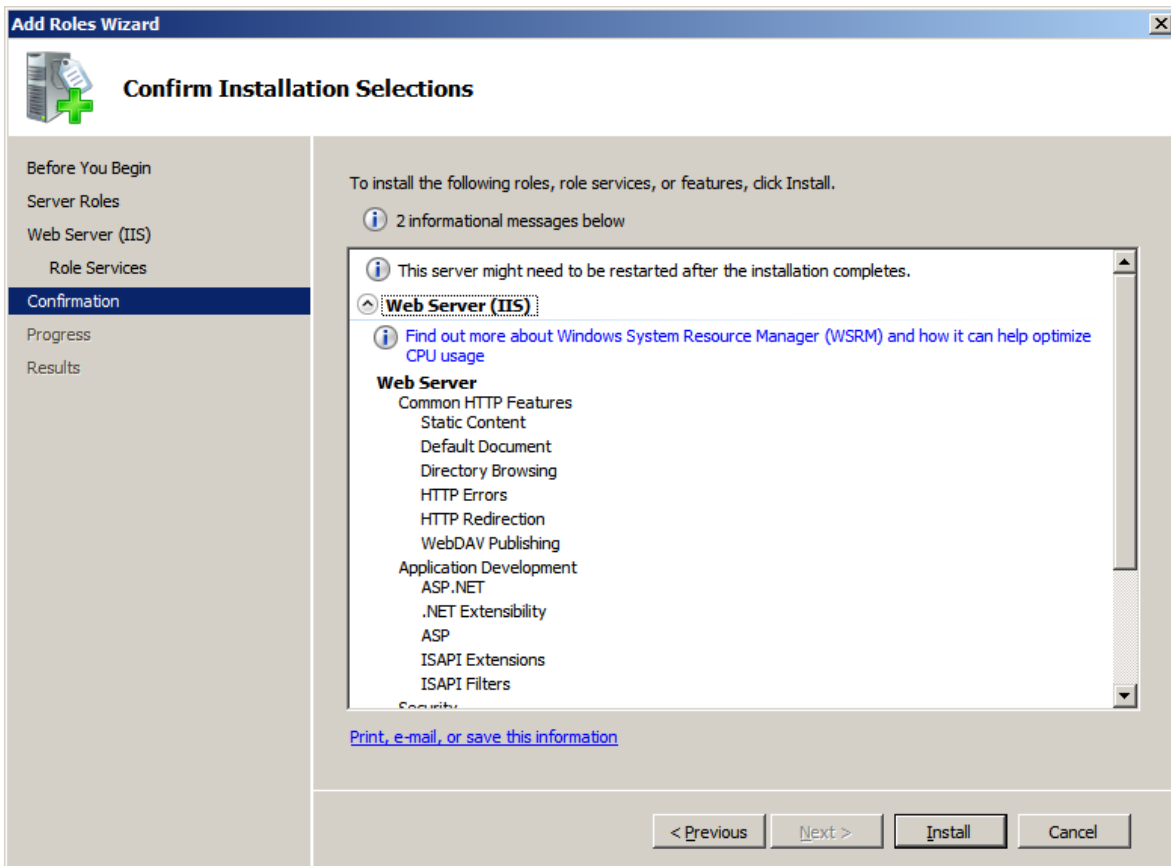 Add Roles Wizard
Confirm Installation Selections
Before You Begin
Server Roles
Web Server (IIS)
Role Services
Confirmation
Progress
Results
To install the following roles, role services, or features, click Install.
2 informational messages below
This server might need to be restarted after the installation completes.
Web Server (IIS)
Find out more about Windows System Resource Manager (WSRM) and how it can help optimize
CPU usage
Web Server
Common HTTP Features
Static Content
Default Document
Directory Browsing
HTTP Errors
HTTP Redirection
WebDAV Publishing
Application Development
ASP.NET
.NET Extensibility
ASP
ISAPI Extensions
ISAPI Filters
Security
Print, e-mail, or save this information
< Previous
Next >
Install
Cancel